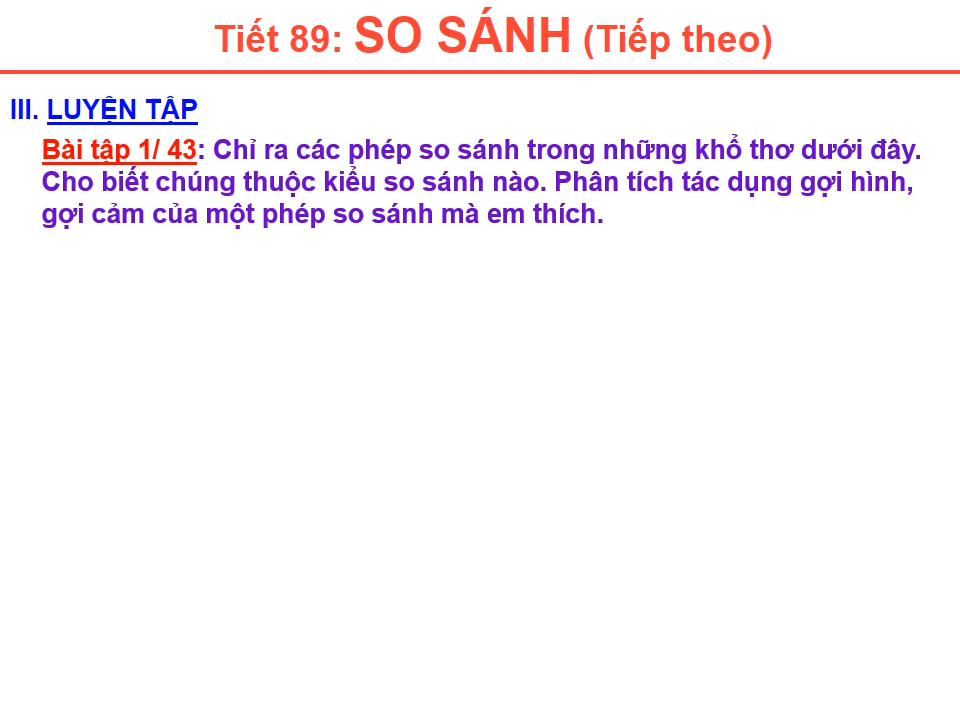 Tiết 89: SO SÁNH (Tiếp theo)
III. LUYỆN TẬP
Bài tập 1/ 43: Chỉ ra các phép so sánh trong những khổ thơ dưới đây.
Cho biết chúng thuộc kiểu so sánh nào. Phân tích tác dụng gợi hình,
gợi cảm của một phép so sánh mà em thích.